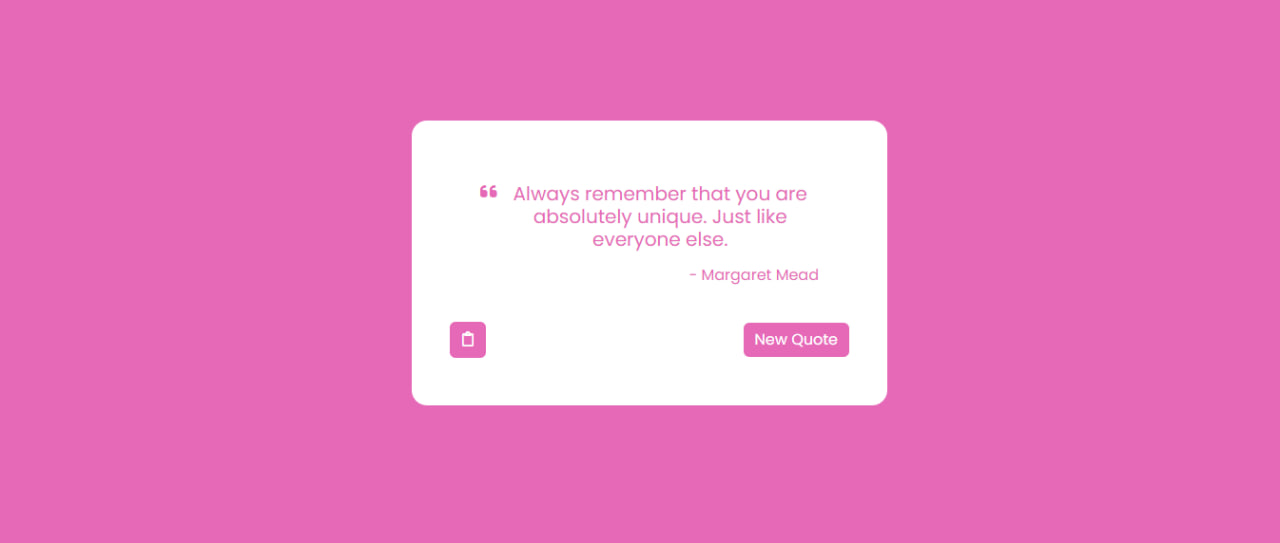 ❝ Always remember that you are
absolutely unique. Just like
everyone else.
- Margaret Mead
New Quote